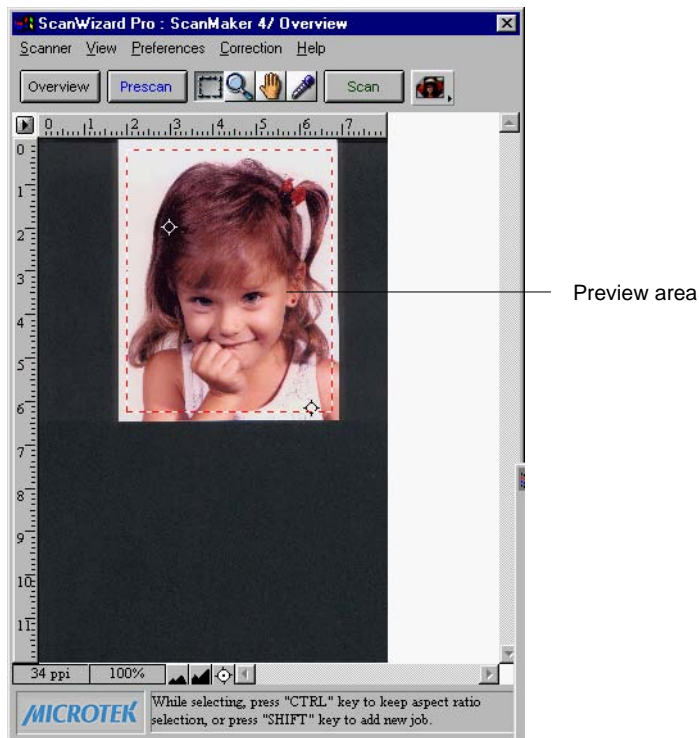 ScanWizard Pro : ScanMaker 4/ Overview
Scanner View Preferences Correction Help
Overview Prescan Scan
0 1 2 3 4 5 6 7
0
1
2
3
Preview area
4
5
6
7
8
9
10
11
34 ppi 100%
MICROTEK
While selecting, press "CTRL" key to keep aspect ratio
selection, or press "SHIFT" key to add new job.